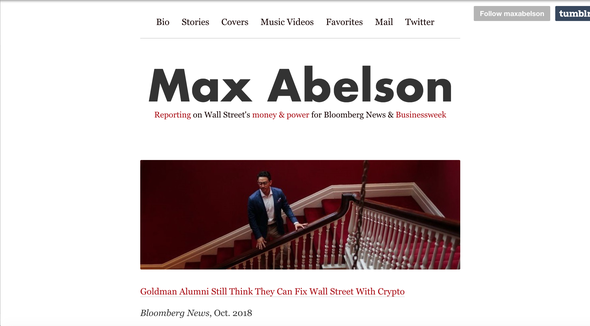 Follow maxabelson tumblr
Bio Stories Covers Music Videos Favorites Mail Twitter
Max Abelson
Reporting on Wall Street's money & power for Bloomberg News & Businessweek
Goldman Alumni Still Think They Can Fix Wall Street With Crypto
Bloomberg News, Oct. 2018